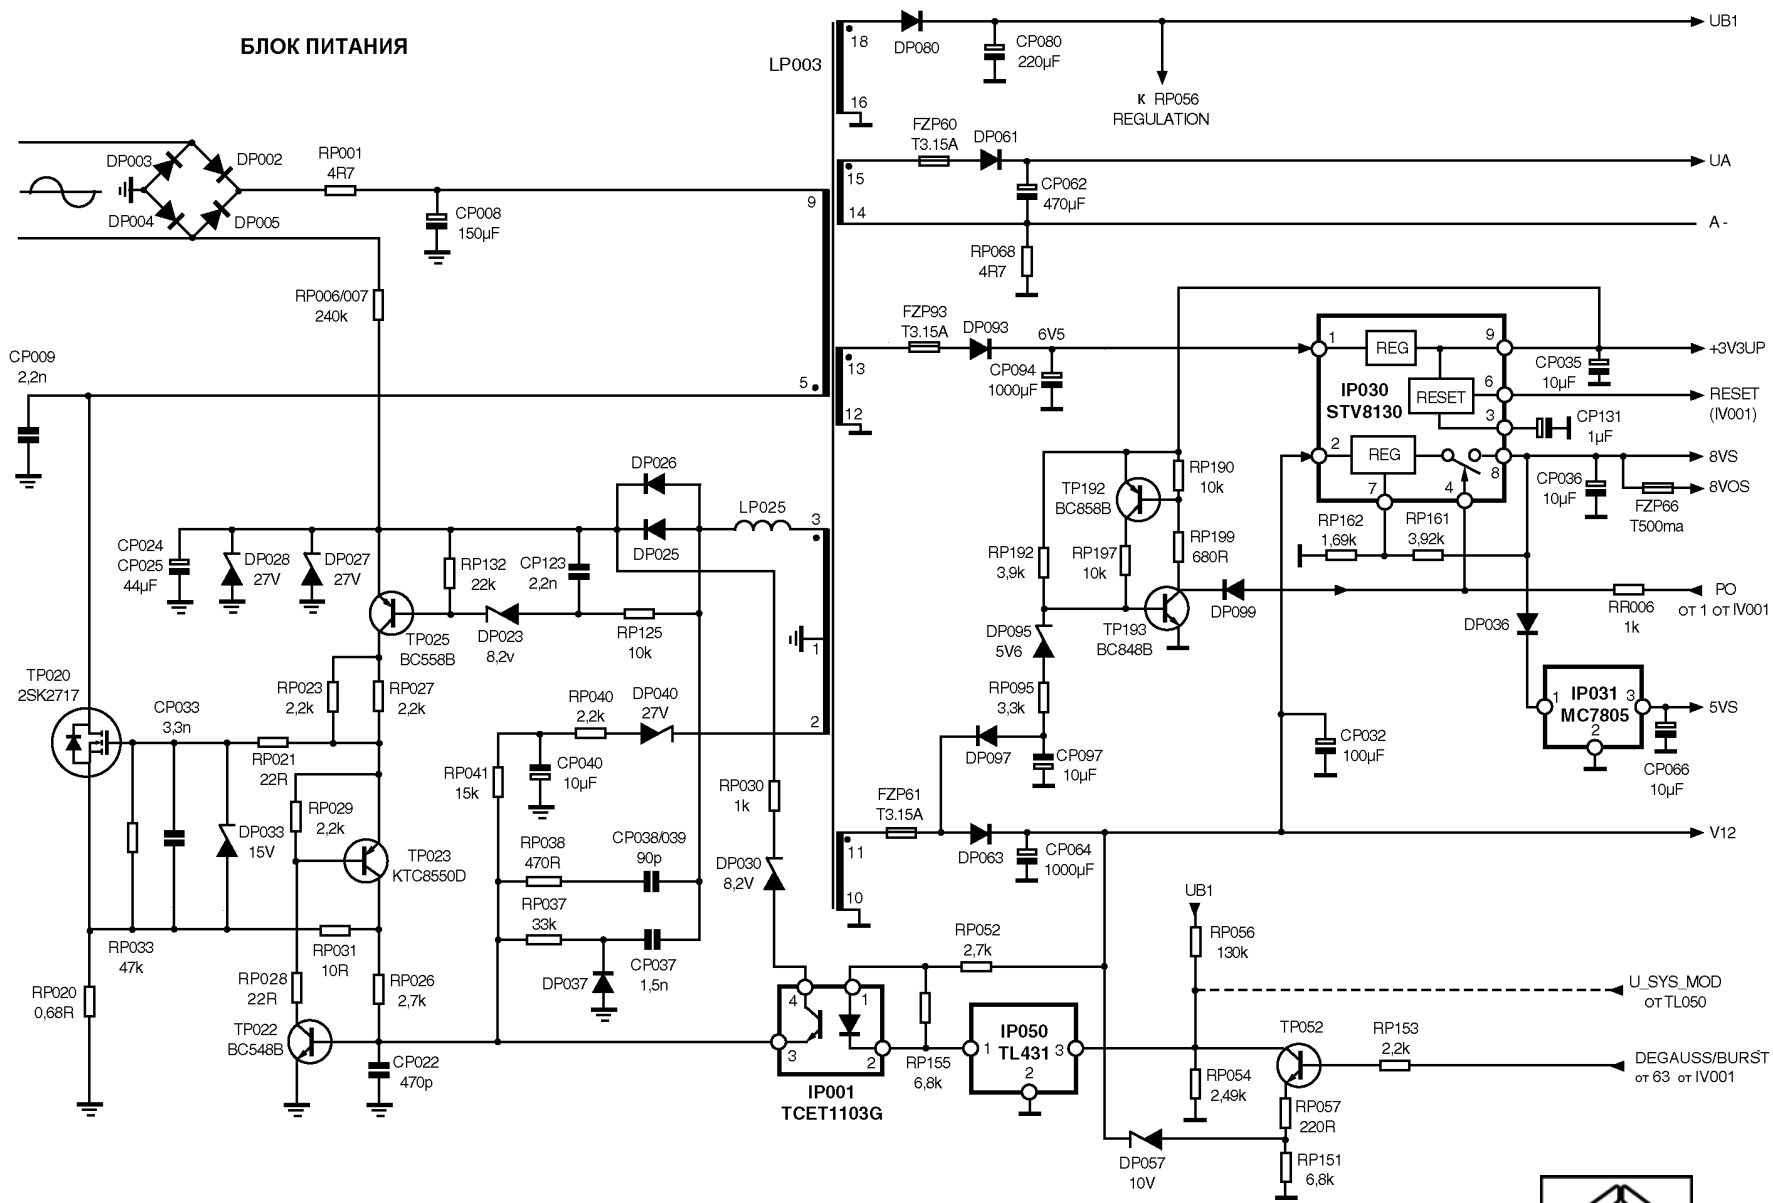 БЛОК ПИТАНИЯ
LP003
18
16
DP080
CP080
220µF
UB1
К RP056
REGULATION
DP003
DP002
DP004
DP005
RP001
4R7
CP008
150µF
9
5
FZP60
T3.15A
DP061
15
14
CP062
470µF
UA
A -
RP068
4R7
RP006/007
240k
CP009
2,2n
FZP93
T3.15A
DP093
6V5
13
12
CP094
1000µF
1
REG
9
IP030
STV8130
RESET
6
3
2
REG
8
7
4
CP035
10µF
+3V3UP
RESET
(IV001)
CP131
1µF
8VS
8VOS
CP036
10µF
FZP66
T500ma
DP026
DP025
LP025
3
1
2
CP024
CP025
44µF
DP028
27V
DP027
27V
RP132
22k
CP123
2,2n
TP025
BC558B
DP023
8,2v
RP125
10k
TP192
BC858B
RP190
10k
RP192
3,9k
RP197
10k
RP199
680R
RP162
1,69k
RP161
3,92k
DP099
TP193
BC848B
DP095
5V6
RP095
3,3k
DP097
CP097
10µF
DP036
RR006
1k
PO
от 1 от IV001
1
IP031
MC7805
3
2
5VS
CP066
10µF
CP032
100µF
TP020
2SK2717
CP033
3,3n
RP023
2,2k
RP027
2,2k
RP021
22R
RP040
2,2k
DP040
27V
CP040
10µF
RP041
15k
RP030
1k
RP029
2,2k
DP033
15V
TP023
KTC8550D
RP038
470R
CP038/039
90p
DP030
8,2V
RP037
33k
DP037
CP037
1,5n
RP033
47k
RP031
10R
RP028
22R
RP026
2,7k
RP020
0,68R
TP022
BC548B
CP022
470p
FZP61
T3.15A
DP063
11
10
CP064
1000µF
V12
UB1
RP056
130k
RP052
2,7k
4
1
3
2
IP001
TCET1103G
RP155
6,8k
1
IP050
TL431
3
2
RP054
2,49k
U_SYS_MOD
от TL050
TP052
RP153
2,2k
DEGAUSS/BURST
от 63 от IV001
RP057
220R
DP057
10V
RP151
6,8k